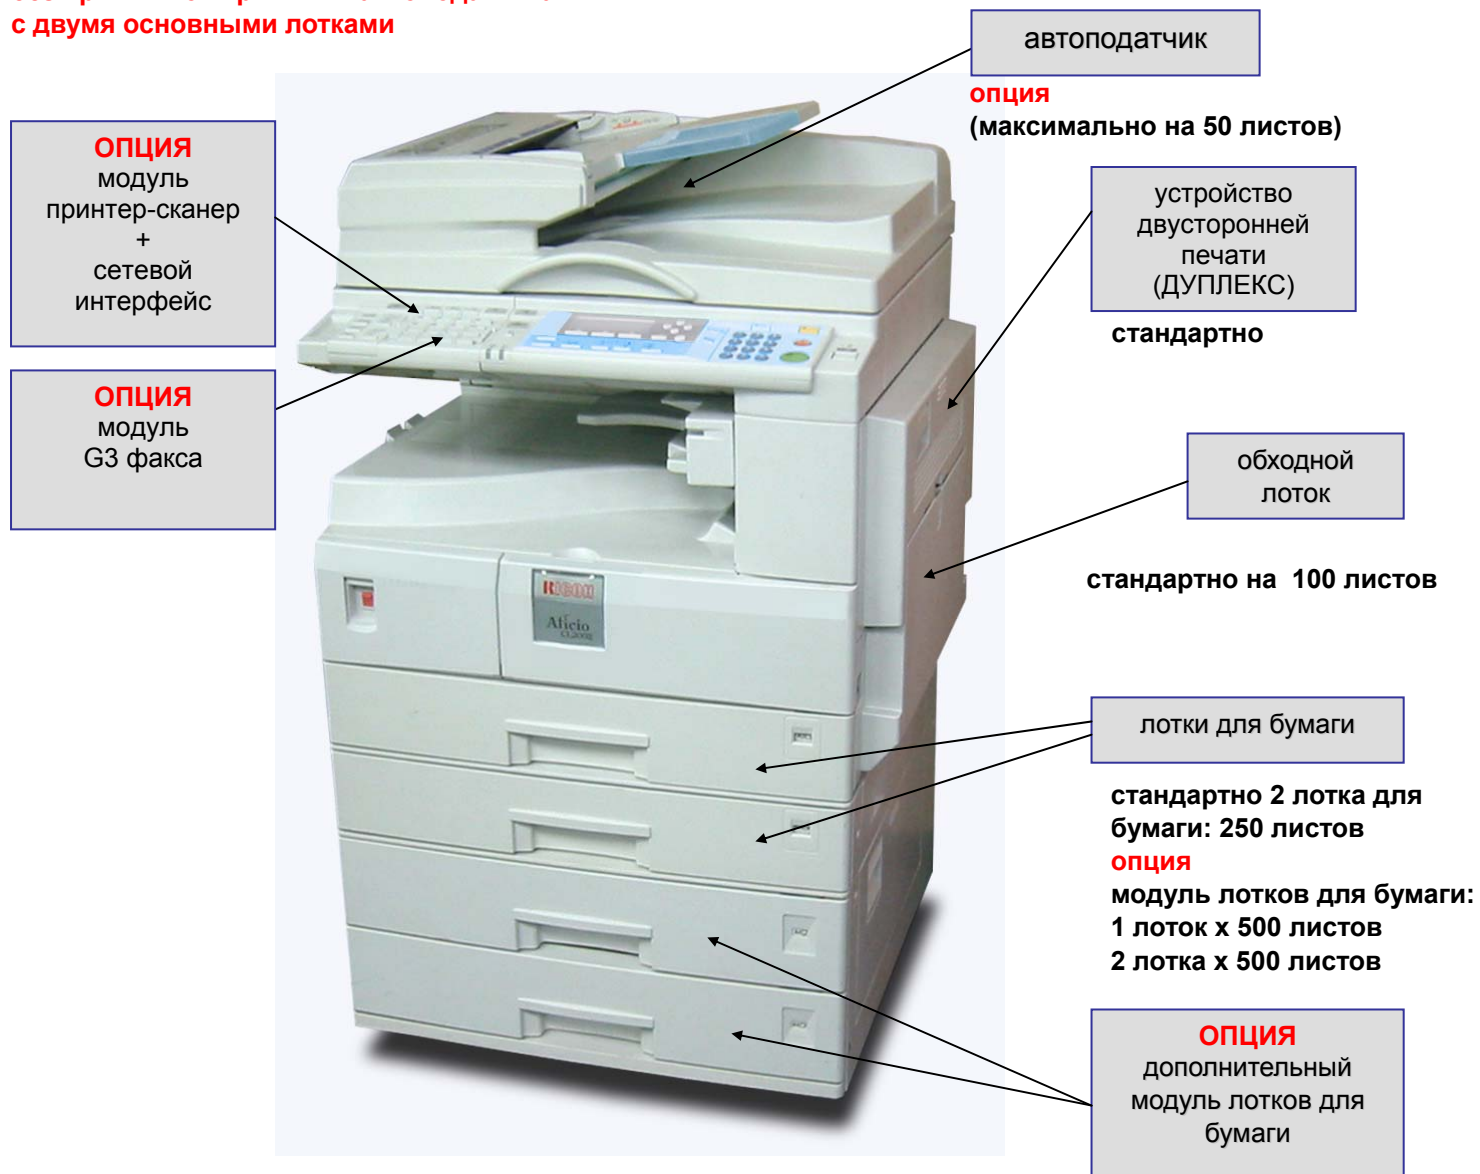 с двумя основными лотками
автоподатчик
опция
(максимально на 50 листов)
ОПЦИЯ
модуль
принтер-сканер
+
сетевой
интерфейс
устройство
двусторонней
печати
(ДУПЛЕКС)
стандартно
ОПЦИЯ
модуль
G3 факса
обходной
лоток
стандартно на 100 листов
RICOH
Aficio
лотки для бумаги
стандартно 2 лотка для
бумаги: 250 листов
опция
модуль лотков для бумаги:
1 лоток х 500 листов
2 лотка х 500 листов
ОПЦИЯ
дополнительный
модуль лотков для
бумаги